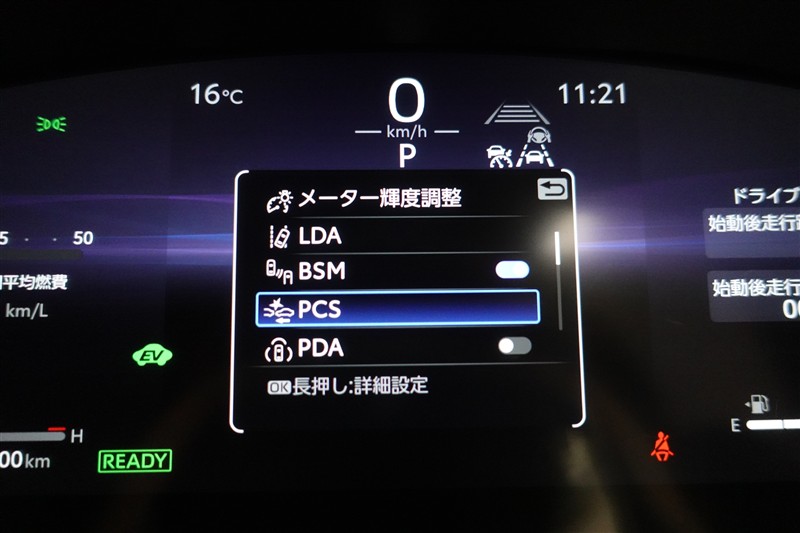 16°C
0
km/h
P
11:21
メーター輝度調整
LDA
BSM
PCS
PDA
OK長押し:詳細設定
5 · · 50
平均燃費
km/L
EV
H
00km
READY
ドライブ
始動後走行
始動後走行
00
E